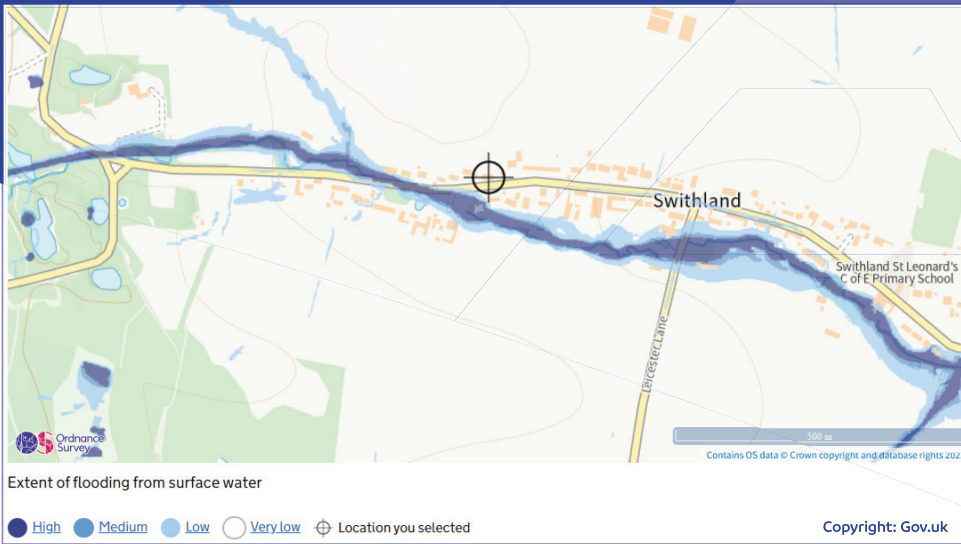 Swithland
Swithland St Leonard's
C of E Primary School
Leicester Lane
Ordnance
Survey
500 m
Contains OS data © Crown copyright and database rights 202
Extent of flooding from surface water
High
Medium
Low
Very low
Location you selected
Copyright: Gov.uk